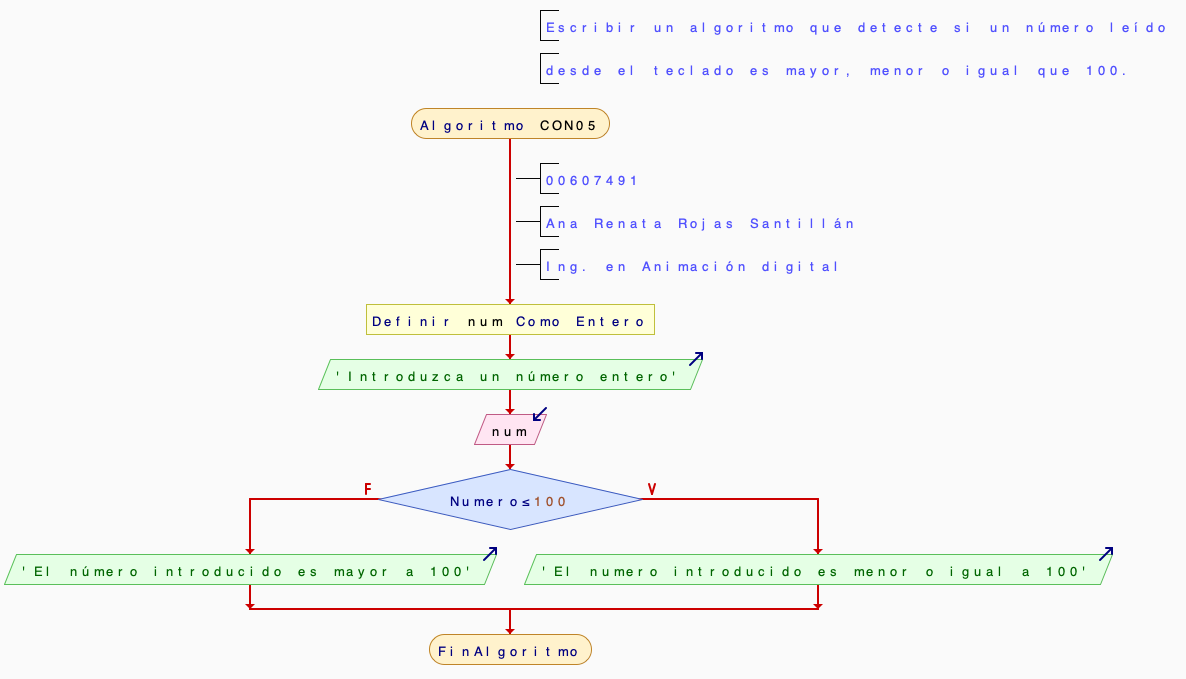 Escribir un algoritmo que detecte si un número leído
desde el teclado es mayor, menor o igual que 100.
Algoritmo CON05
00607491
Ana Renata Rojas Santillán
Ing. en Animación digital
Definir num Como Entero
'Introduzca un número entero'
num
F
V
Numero≤100
'El número introducido es mayor a 100'
'El numero introducido es menor o igual a 100'
FinAlgoritmo